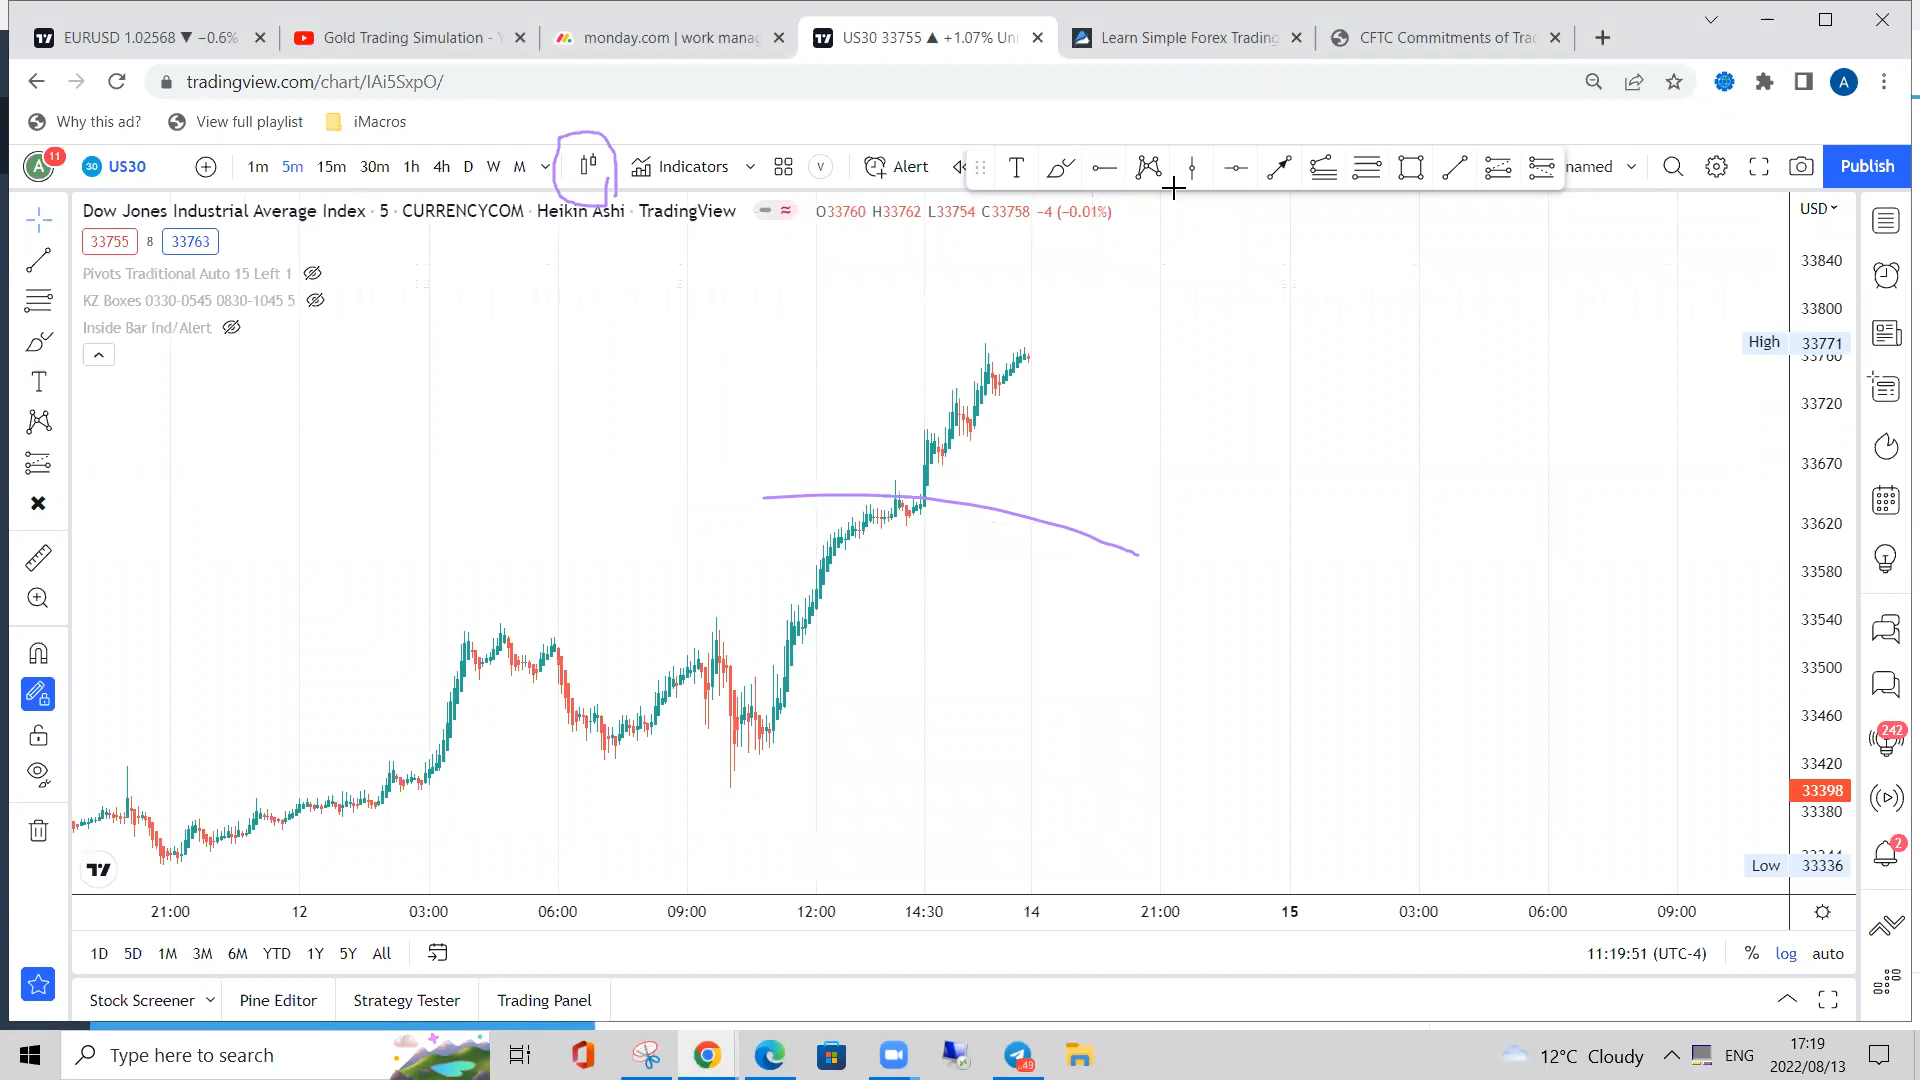 EURUSD 1.02568 ▼ −0.6%
Gold Trading Simulation - Y
monday.com | work manag
US30 33755 ▲ +1.07% Unn
Learn Simple Forex Trading
CFTC Commitments of Trad
tradingview.com/chart/IAi5SxpO/
A
Why this ad?
View full playlist
iMacros
A 11
30 US30
1m 5m 15m 30m 1h 4h D W M
Indicators
V
Alert
T
named
Publish
Dow Jones Industrial Average Index · 5 · CURRENCYCOM · Heikin Ashi · TradingView
O33760 H33762 L33754 C33758 −4 (−0.01%)
USD
33755 8 33763
Pivots Traditional Auto 15 Left 1
KZ Boxes 0330-0545 0830-1045 5
Inside Bar Ind/Alert
33840
33800
High 33771
33760
33720
33670
33620
33580
33540
33500
33460
33420
33398
33380
Low 33336
242
2
21:00 12 03:00 06:00 09:00 12:00 14:30 14 21:00 15 03:00 06:00 09:00
1D 5D 1M 3M 6M YTD 1Y 5Y All
11:19:51 (UTC-4) % log auto
Stock Screener
Pine Editor
Strategy Tester
Trading Panel
Type here to search
49
12°C Cloudy
ENG
17:19
2022/08/13